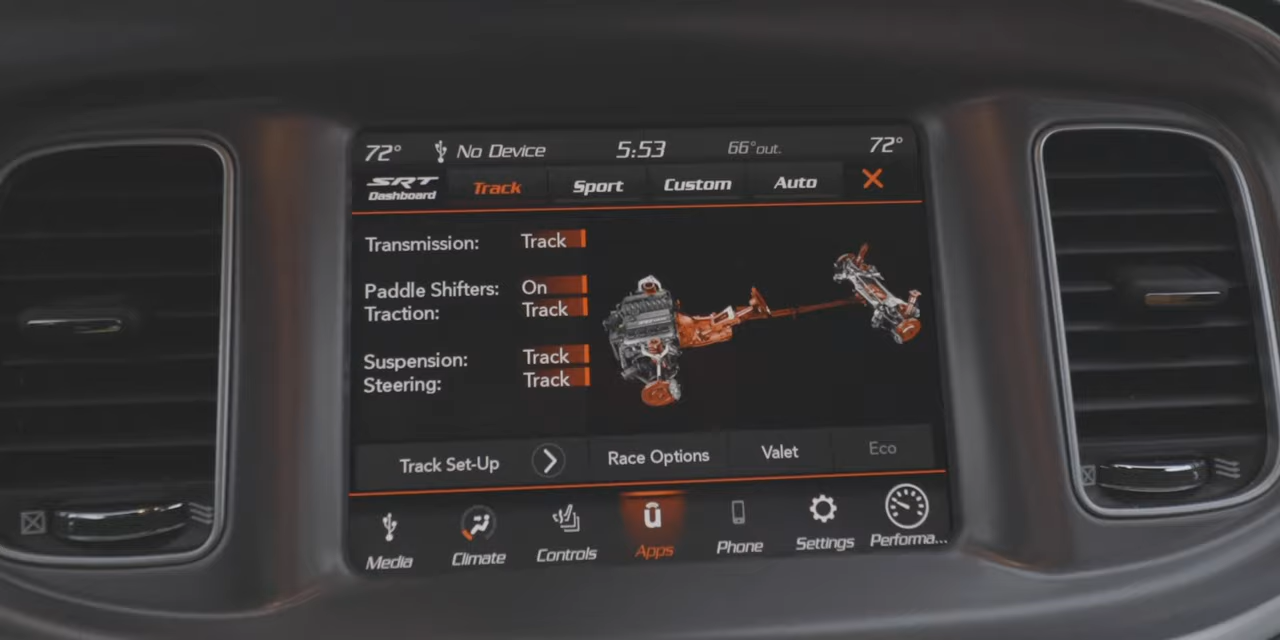 72° No Device 5:53 66°out. 72°
SRT Dashboard Track Sport Custom Auto
Transmission: Track
Paddle Shifters: On
Traction: Track
Suspension: Track
Steering: Track
Track Set-Up Race Options Valet Eco
Media Climate Controls Apps Phone Settings Performa...